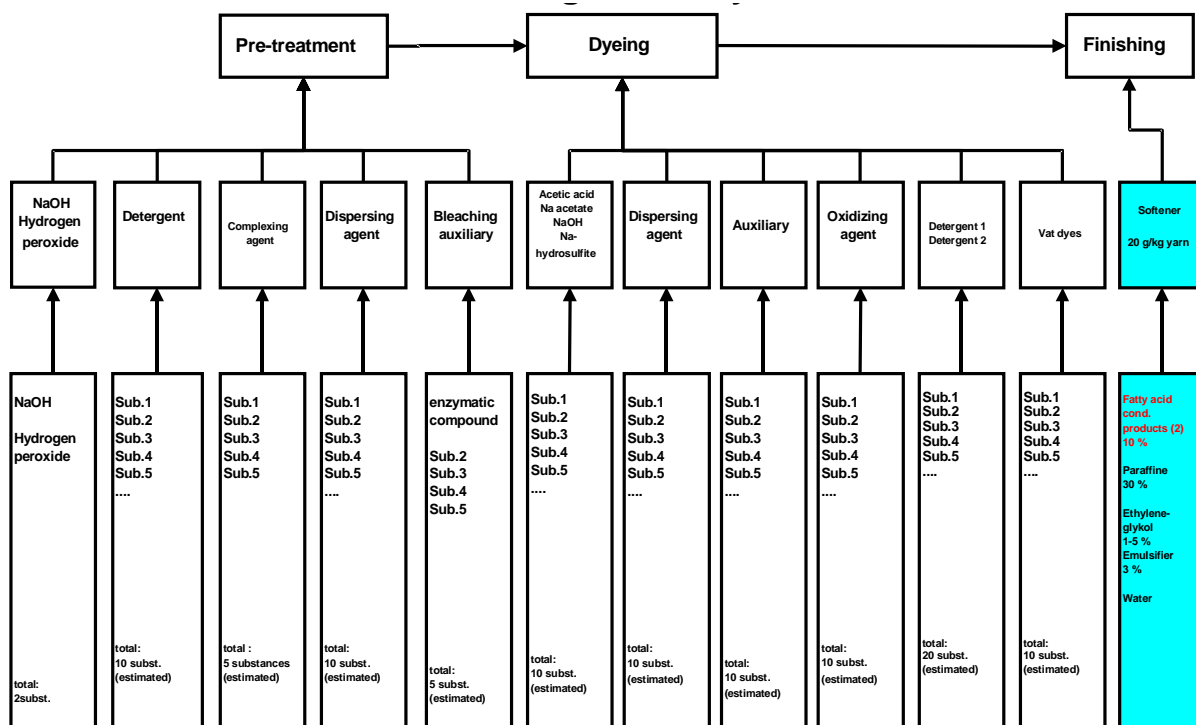 Pre-treatment
Dyeing
Finishing
NaOH
Hydrogen
peroxide
Detergent
Complexing
agent
Dispersing
agent
Bleaching
auxiliary
Acetic acid
Na acetate
NaOH
Na-
hydrosulfite
Dispersing
agent
Auxiliary
Oxidizing
agent
Detergent 1
Detergent 2
Vat dyes
Softener
20 g/kg yarn
NaOH
Hydrogen
peroxide
total:
2subst.
Sub.1
Sub.2
Sub.3
Sub.4
Sub.5
....
total:
10 subst.
(estimated)
Sub.1
Sub.2
Sub.3
Sub.4
Sub.5
total :
5 substances
(estimated)
Sub.1
Sub.2
Sub.3
Sub.4
Sub.5
....
total:
10 subst.
(estimated)
enzymatic
compound
Sub.2
Sub.3
Sub.4
Sub.5
total:
5 subst.
(estimated)
Sub.1
Sub.2
Sub.3
Sub.4
Sub.5
....
total:
10 subst.
(estimated)
Sub.1
Sub.2
Sub.3
Sub.4
Sub.5
....
total:
10 subst.
(estimated)
Sub.1
Sub.2
Sub.3
Sub.4
Sub.5
....
total:
10 subst.
(estimated)
Sub.1
Sub.2
Sub.3
Sub.4
Sub.5
....
total:
10 subst.
(estimated)
Sub.1
Sub.2
Sub.3
Sub.4
Sub.5
....
total:
20 subst.
(estimated)
Sub.1
Sub.2
Sub.3
Sub.4
Sub.5
....
total:
10 subst.
(estimated)
Fatty acid
cond.
products (2)
10 %
Paraffine
30 %
Ethylene-
glykol
1-5 %
Emulsifier
3 %
Water